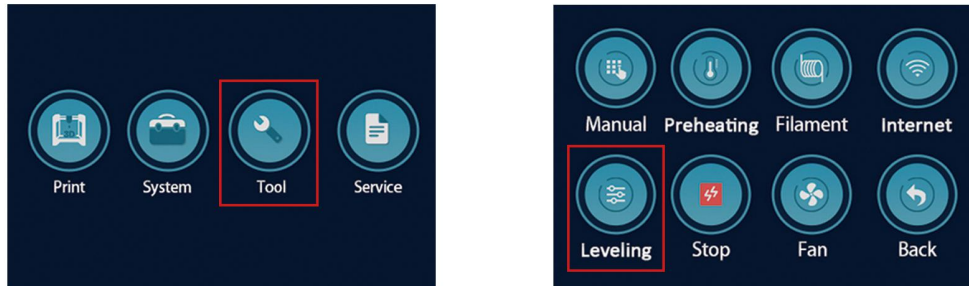 Print System Tool Service
Manual Preheating Filament Internet
Leveling Stop Fan Back